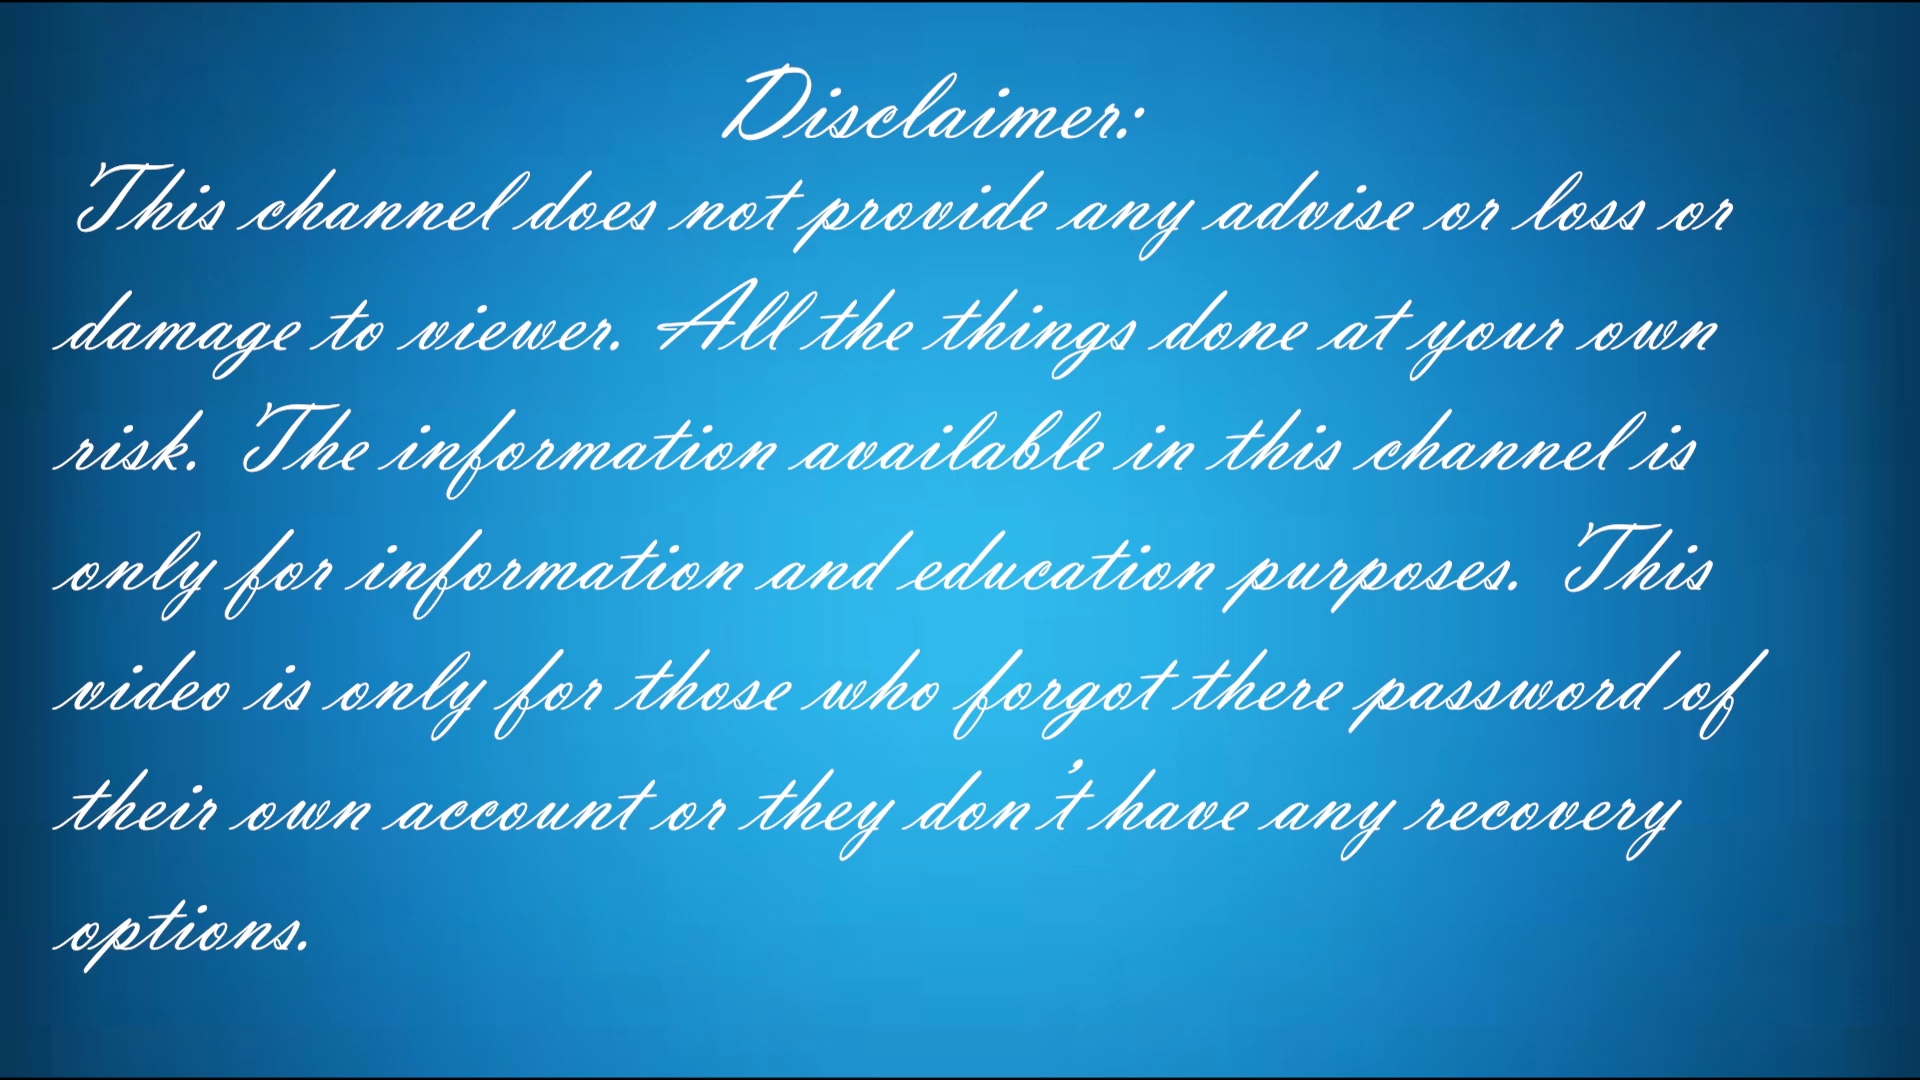 Disclaimer:
This channel does not provide any advise or loss or
damage to viewer. All the things done at your own
risk. The information available in this channel is
only for information and education purposes. This
video is only for those who forgot there password of
their own account or they don't have any recovery
options.